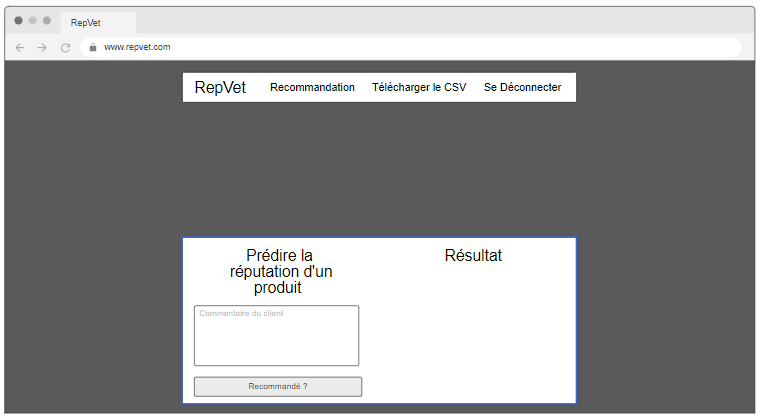 RepVet
www.repvet.com
RepVet Recommandation Télécharger le CSV Se Déconnecter
Prédire la
réputation d'un
produit
Résultat
Commentaire du client
Recommandé ?